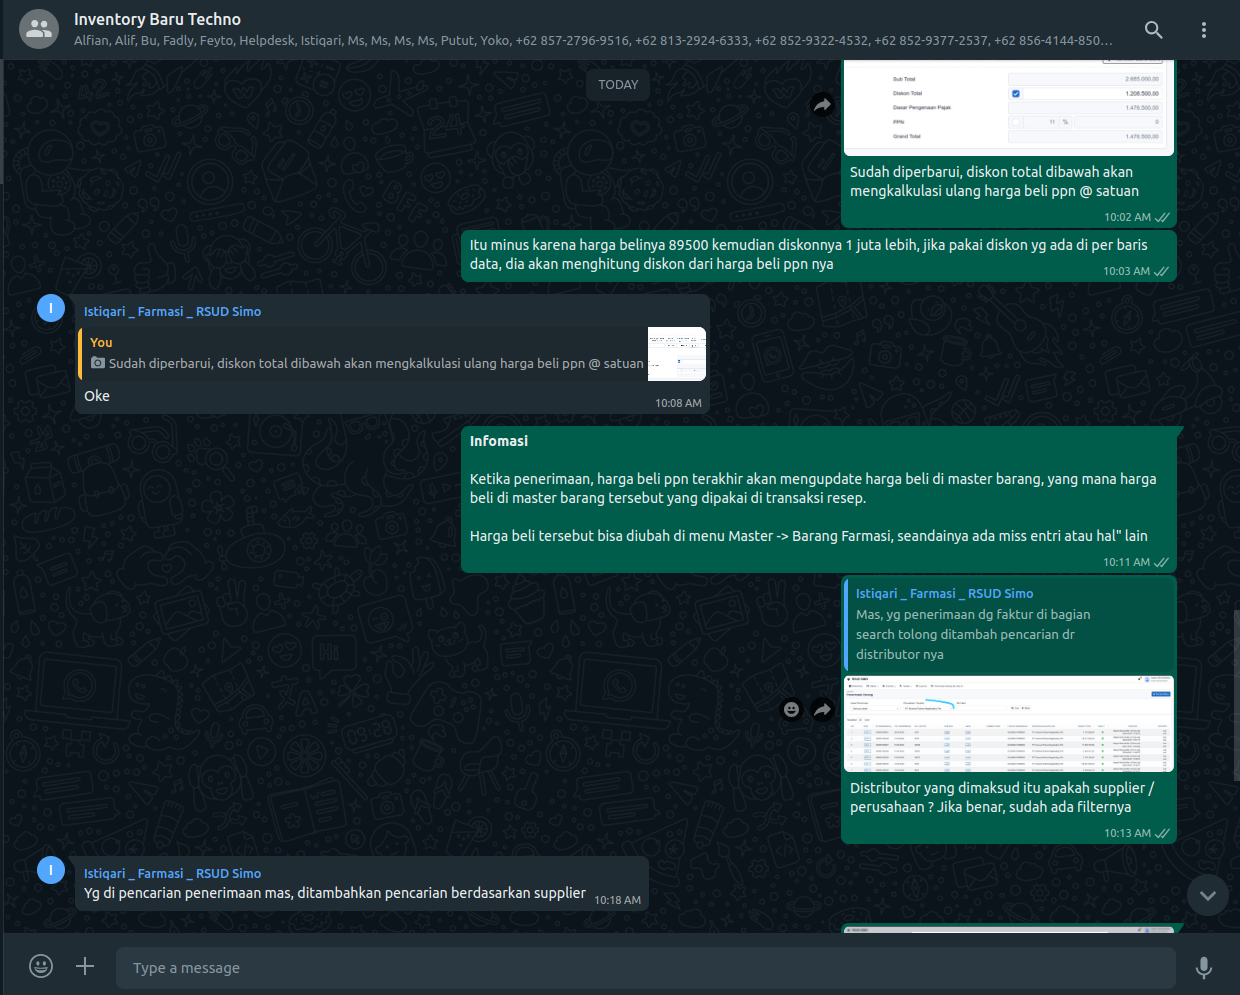 Inventory Baru Techno
Alfian, Alif, Bu, Fadly, Feyto, Helpdesk, Istiqari, Ms, Ms, Ms, Ms, Putut, Yoko, +62 857-2796-9516, +62 813-2924-6333, +62 852-9322-4532, +62 852-9377-2537, +62 856-4144-850...
TODAY
Sub Total 2.685.000,00
Diskon Total 1.208.500,00
Dasar Pengenaan Pajak 1.476.500,00
PPN 11 % 0
Grand Total 1.476.500,00
Sudah diperbarui, diskon total dibawah akan
mengkalkulasi ulang harga beli ppn @ satuan
10:02 AM
Itu minus karena harga belinya 89500 kemudian diskonnya 1 juta lebih, jika pakai diskon yg ada di per baris
data, dia akan menghitung diskon dari harga beli ppn nya
10:03 AM
I
Istiqari _ Farmasi _ RSUD Simo
You
Sudah diperbarui, diskon total dibawah akan mengkalkulasi ulang harga beli ppn @ satuan
Oke
10:08 AM
Infomasi
Ketika penerimaan, harga beli ppn terakhir akan mengupdate harga beli di master barang, yang mana harga
beli di master barang tersebut yang dipakai di transaksi resep.
Harga beli tersebut bisa diubah di menu Master -> Barang Farmasi, seandainya ada miss entri atau hal" lain
10:11 AM
Istiqari _ Farmasi _ RSUD Simo
Mas, yg penerimaan dg faktur di bagian
search tolong ditambah pencarian dr
distributor nya
Distributor yang dimaksud itu apakah supplier /
perusahaan ? Jika benar, sudah ada filternya
10:13 AM
I
Istiqari _ Farmasi _ RSUD Simo
Yg di pencarian penerimaan mas, ditambahkan pencarian berdasarkan supplier
10:18 AM
Type a message